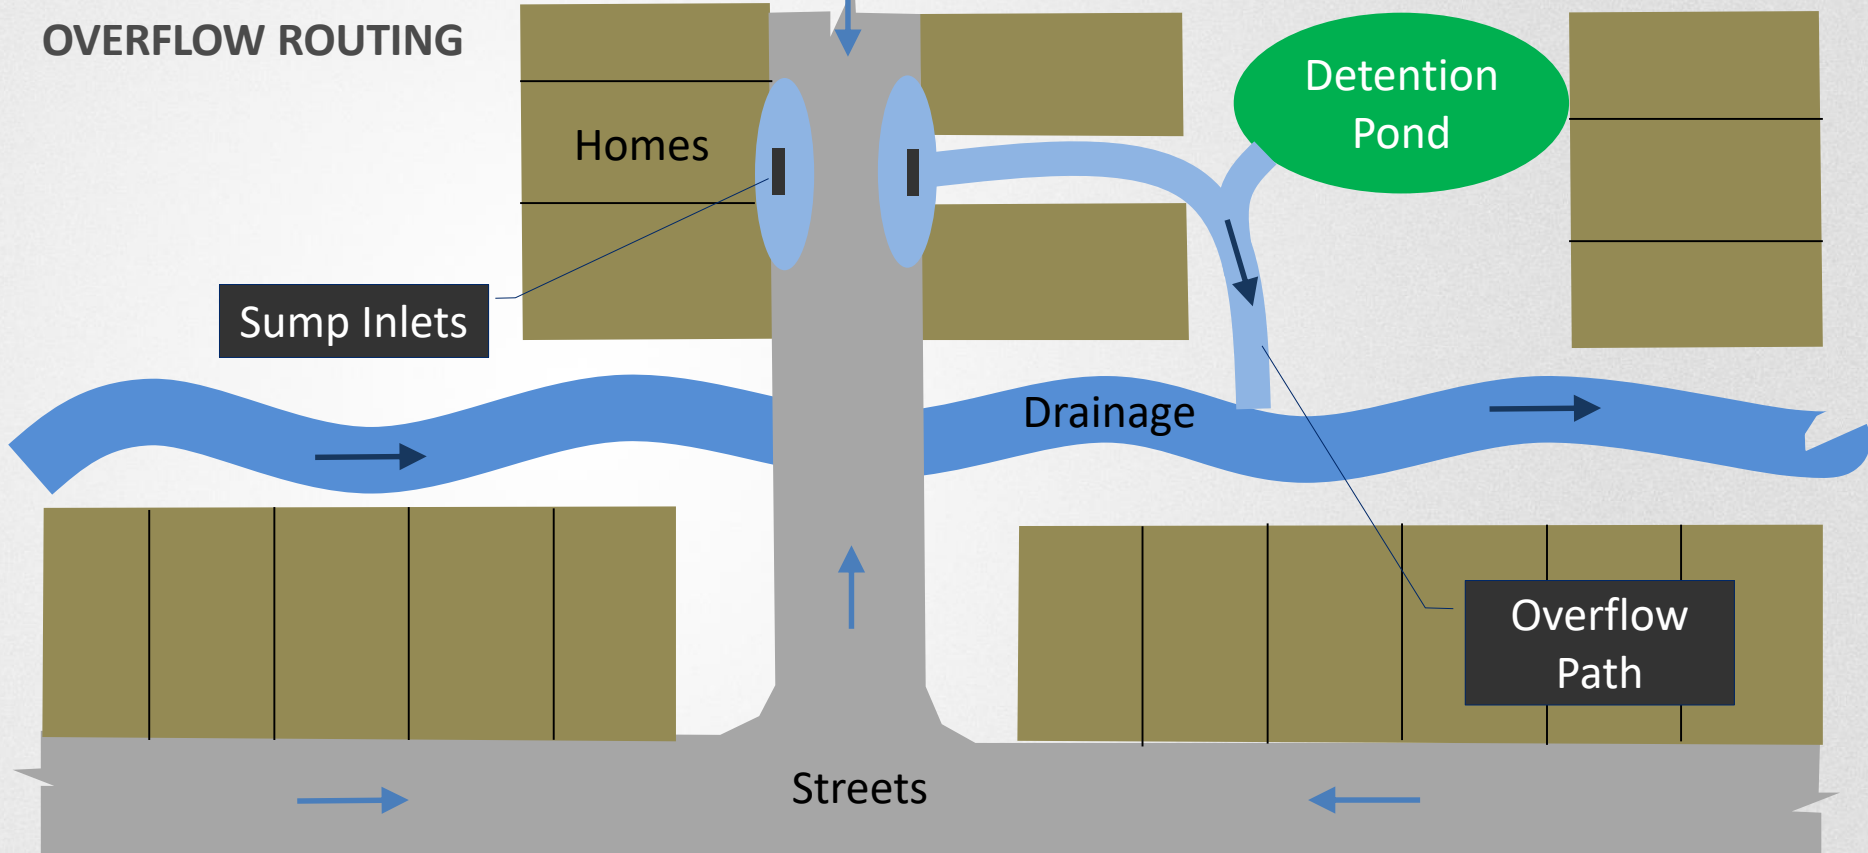 OVERFLOW ROUTING
Detention
Pond
Homes
Sump Inlets
Drainage
Overflow
Path
Streets